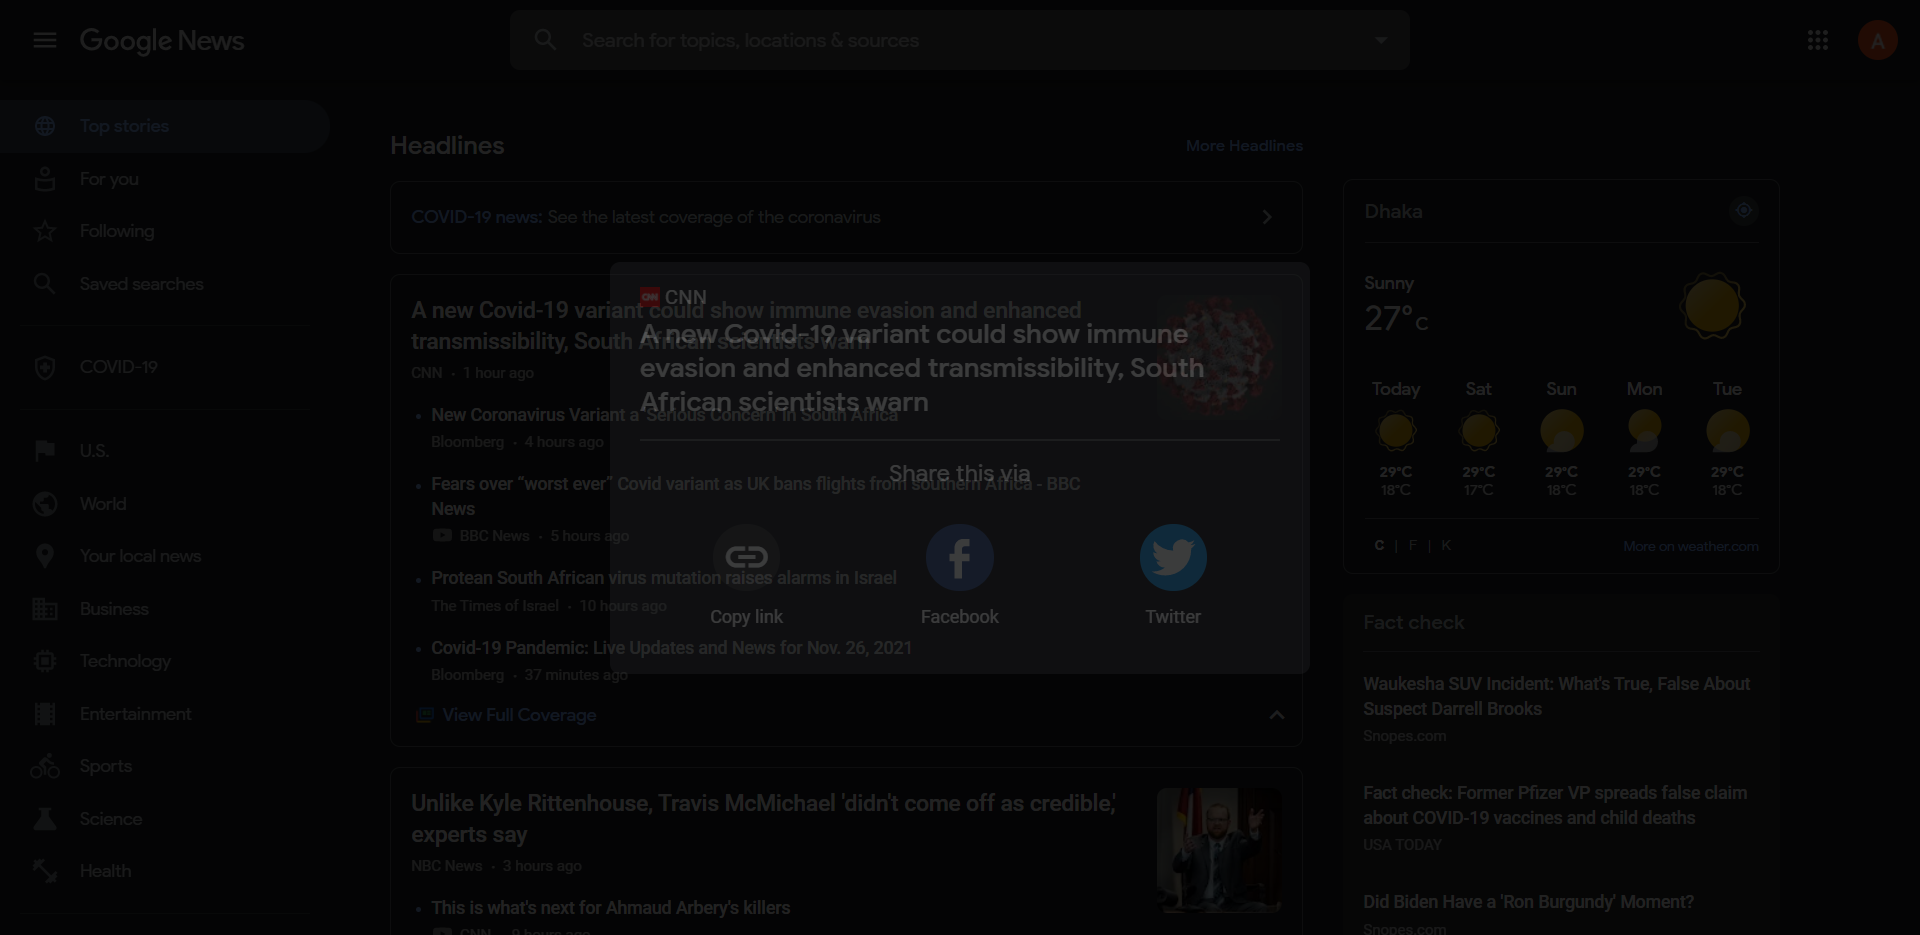 Google News
Search for topics, locations & sources
A
Top stories
For you
Following
Saved searches
COVID-19
U.S.
World
Your local news
Business
Technology
Entertainment
Sports
Science
Health
Headlines
More Headlines
COVID-19 news: See the latest coverage of the coronavirus
A new Covid-19 variant could show immune evasion and enhanced
transmissibility, South African scientists warn
CNN · 1 hour ago
New Coronavirus Variant a 'Serious Concern' in South Africa
Bloomberg · 4 hours ago
Fears over “worst ever” Covid variant as UK bans flights from southern Africa - BBC
News
BBC News · 5 hours ago
Protean South African virus mutation raises alarms in Israel
The Times of Israel · 10 hours ago
Covid-19 Pandemic: Live Updates and News for Nov. 26, 2021
Bloomberg · 37 minutes ago
View Full Coverage
CNN CNN
A new Covid-19 variant could show immune
evasion and enhanced transmissibility, South
African scientists warn
Share this via
Copy link
Facebook
Twitter
Unlike Kyle Rittenhouse, Travis McMichael 'didn't come off as credible,'
experts say
NBC News · 3 hours ago
This is what's next for Ahmaud Arbery's killers
CNN · 9 hours ago
Dhaka
Sunny
27° C
Today Sat Sun Mon Tue
29°C 29°C 29°C 29°C 29°C
18°C 17°C 18°C 18°C 18°C
C | F | K
More on weather.com
Fact check
Waukesha SUV Incident: What's True, False About
Suspect Darrell Brooks
Snopes.com
Fact check: Former Pfizer VP spreads false claim
about COVID-19 vaccines and child deaths
USA TODAY
Did Biden Have a 'Ron Burgundy' Moment?
Snopes.com